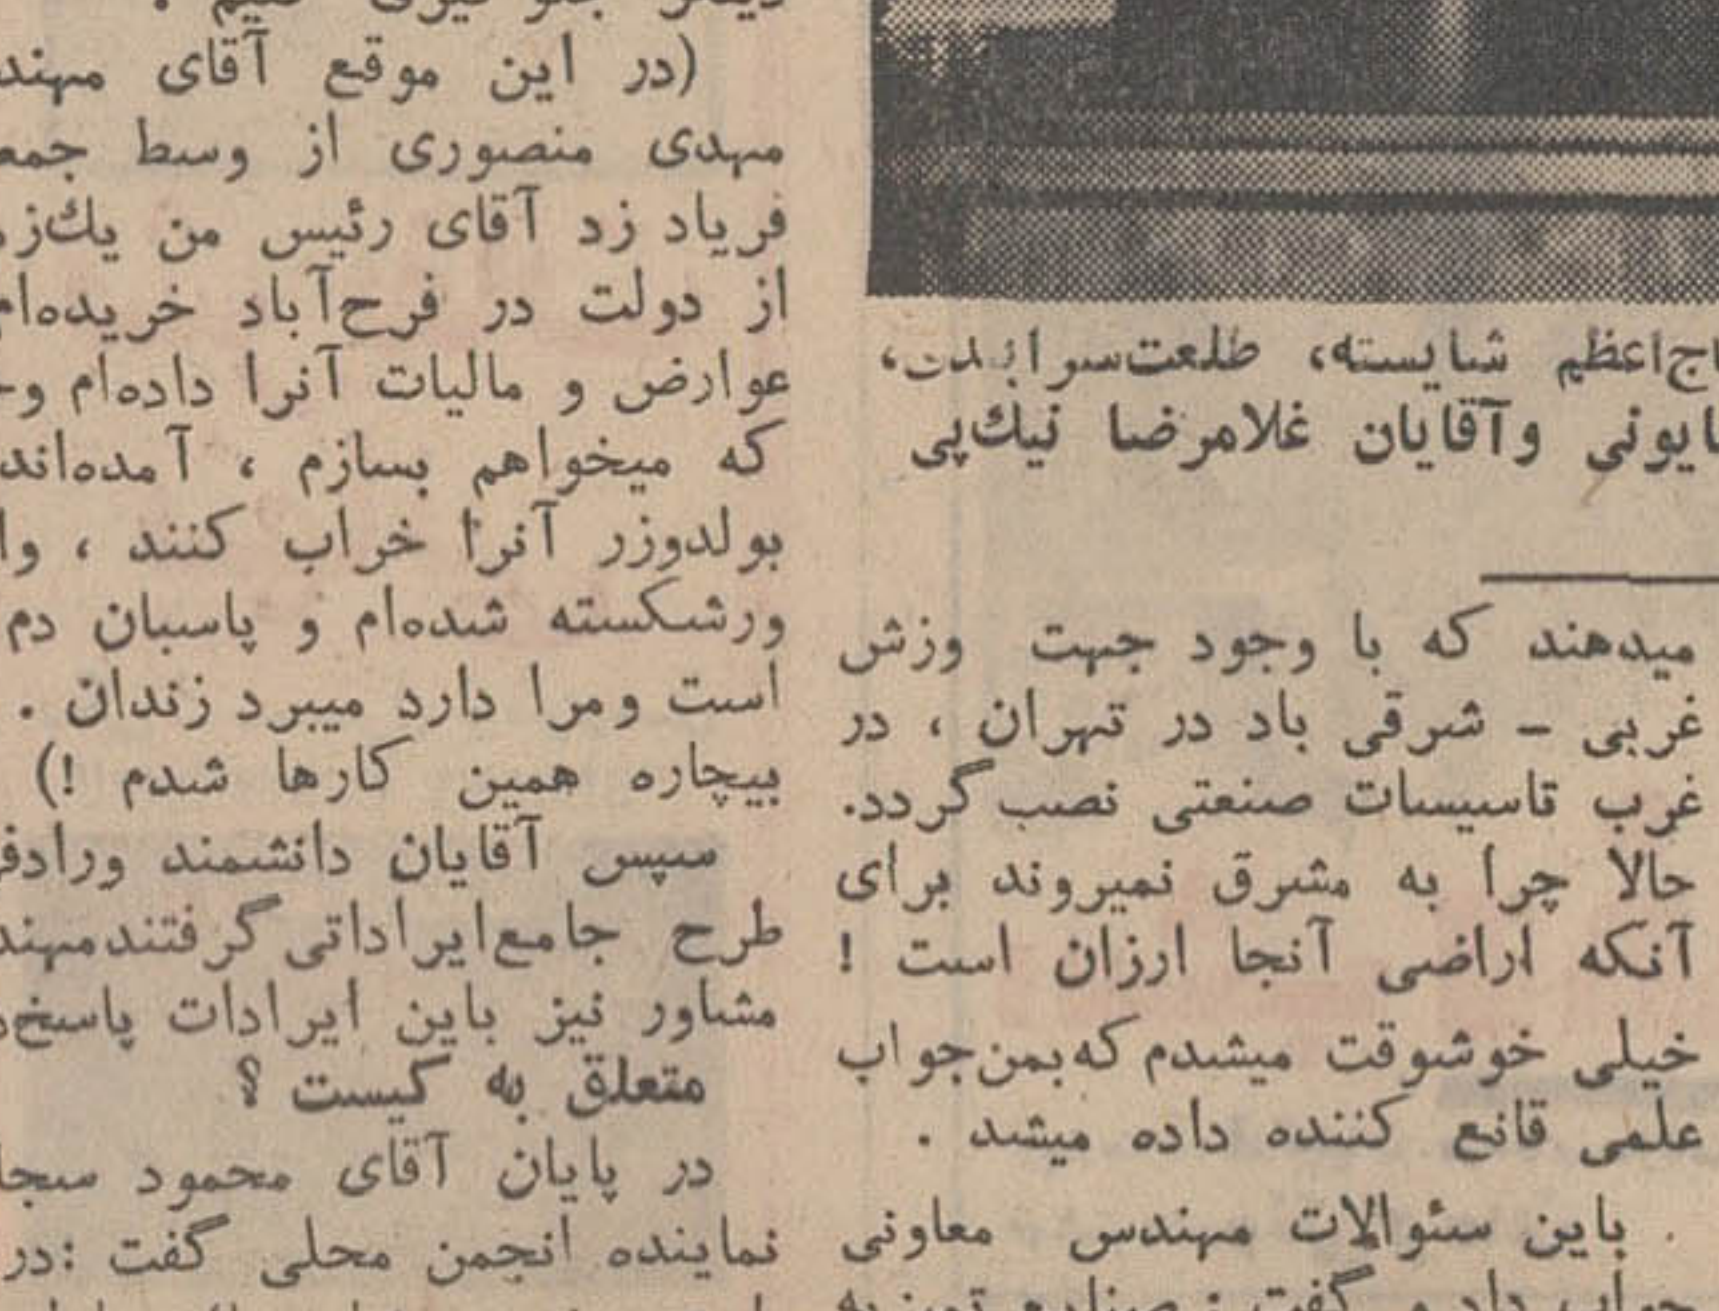 تاج‌اعظم شایسته، طلعت
ایونی وآقایان غلامرضا نیك‌پی
میدهند که با وجود جهت وزش
غربی - شرقی باد در تهران ، در
غرب تاسیسات صنعتی نصب گردد.
حالا چرا به مشرق نمیروند برای
آنکه اراضی آنجا ارزان است !
خیلی خوشوقت میشدم که بمن جواب
علمی قانع کننده داده میشد .
باین سئوالات مهندس معاونی
(در این موقع آقای مهند
مهدی منصوری از وسط جمع
فریاد زد آقای رئیس من یك‌ز
از دولت در فرح‌آباد خریده‌ام
عوارض و مالیات آنرا داده‌ام و
که میخواهم بسازم ، آمده‌اند
بولدوزر آنرا خراب کنند ، وا
ورشکسته شده‌ام و پاسبان دم
است ومرا دارد میبرد زندان .
بیچاره همین کارها شدم !)
سپس آقایان دانشمند ورادف
طرح جامع ایراداتی گرفتند مهند
مشاور نیز باین ایرادات پاسخ
متعلق به کیست ؟
در پایان آقای محمود سجا
نماینده انجمن محلی گفت :در